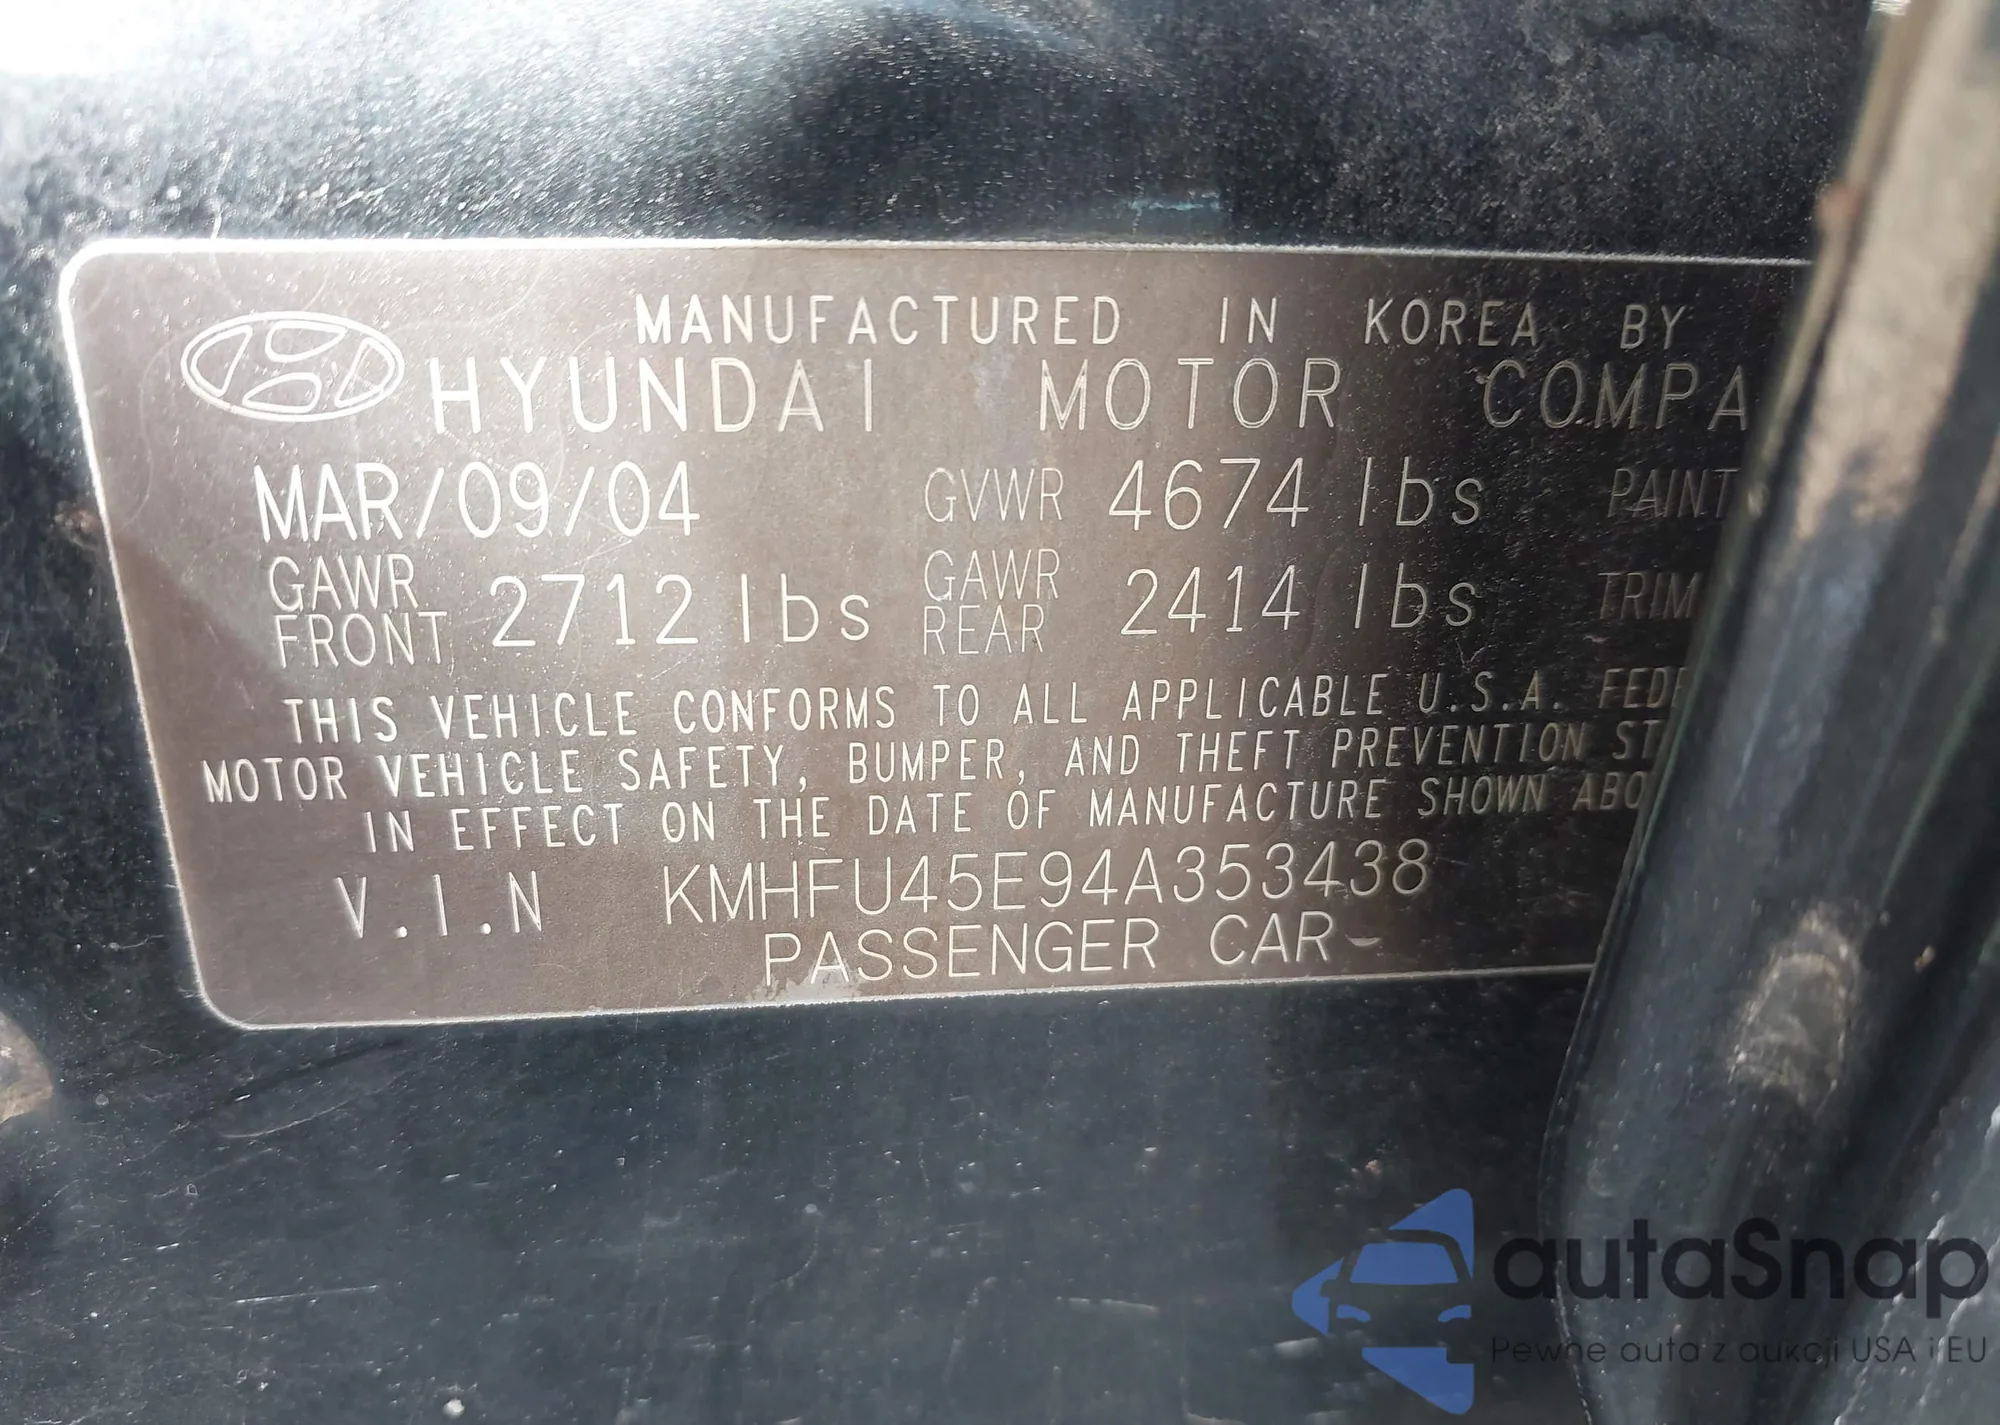 MANUFACTURED IN KOREA BY
HYUNDAI MOTOR COMPA
MAR/09/04 GVWR 4674 lbs PAINT
GAWR FRONT 2712 lbs GAWR REAR 2414 lbs TRIM
THIS VEHICLE CONFORMS TO ALL APPLICABLE U.S.A. FEDE
MOTOR VEHICLE SAFETY, BUMPER, AND THEFT PREVENTION ST
IN EFFECT ON THE DATE OF MANUFACTURE SHOWN ABO
V.I.N KMHFU45E94A353438
PASSENGER CAR
autaSnap
Pewne auta z aukcji USA i EU